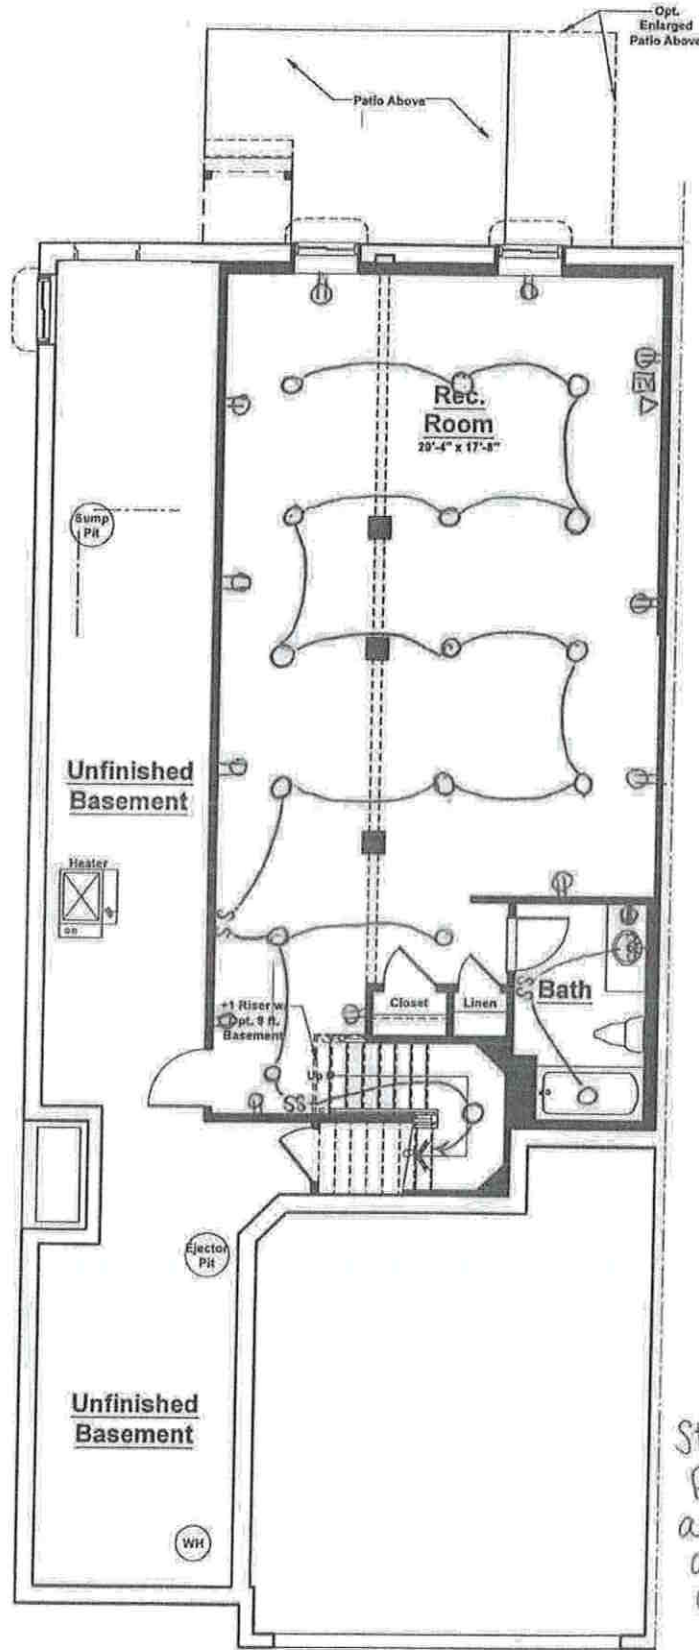 Opt.
Enlarged
Patio Above
Patio Above
Rec.
Room
20'-4" x 17'-8"
TV
Sump
Pit
Unfinished
Basement
Heater
Closet
Linen
Bath
+1 Riser w/
Opt. 9 ft.
Basement
Up
SS
Ejector
Pit
Unfinished
Basement
WH